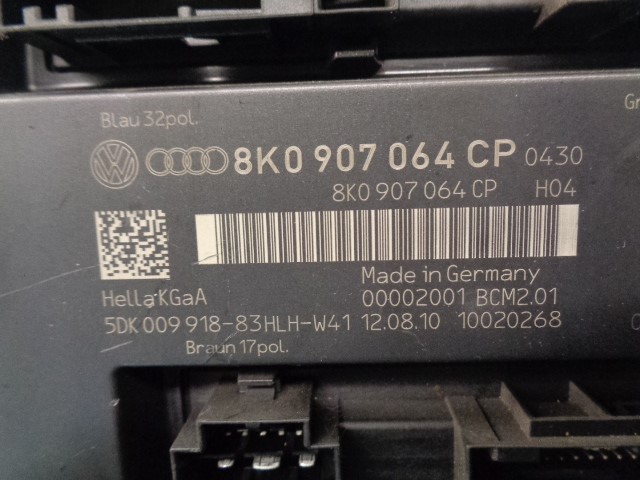 Blau 32pol.
8K0 907 064 CP 0430
8K0 907 064 CP H04
Made in Germany
Hella KGaA 00002001 BCM2.01
5DK 009 918-83HLH-W41 12.08.10 10020268
Braun 17pol.